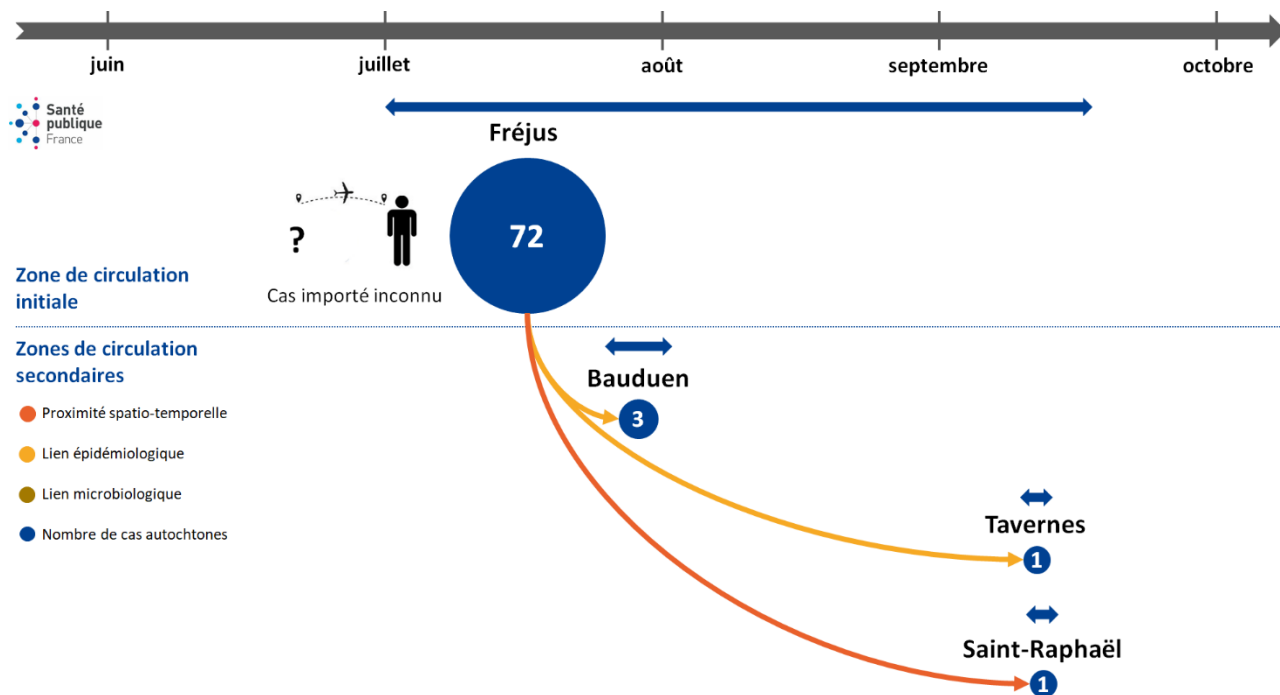 juin
juillet
août
septembre
octobre
Santé
publique
France
Fréjus
72
?
Cas importé inconnu
Zone de circulation
initiale
Zones de circulation
secondaires
Proximité spatio-temporelle
Lien épidémiologique
Lien microbiologique
Nombre de cas autochtones
Bauduen
3
Tavernes
1
Saint-Raphaël
1